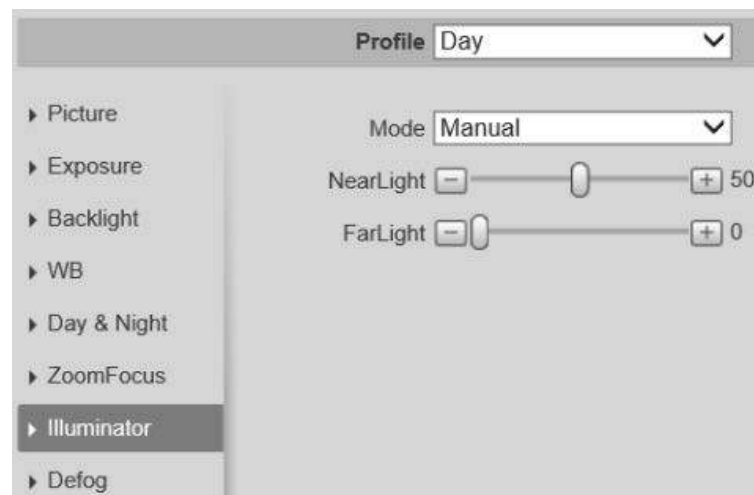 Profile Day
Picture
Exposure
Backlight
WB
Day & Night
ZoomFocus
Illuminator
Defog
Mode Manual
NearLight 50
FarLight 0